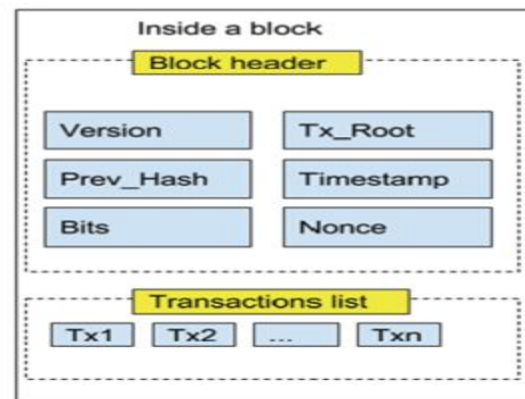 Inside a block
Block header
Version Tx_Root
Prev_Hash Timestamp
Bits Nonce
Transactions list
Tx1 Tx2 ... Txn